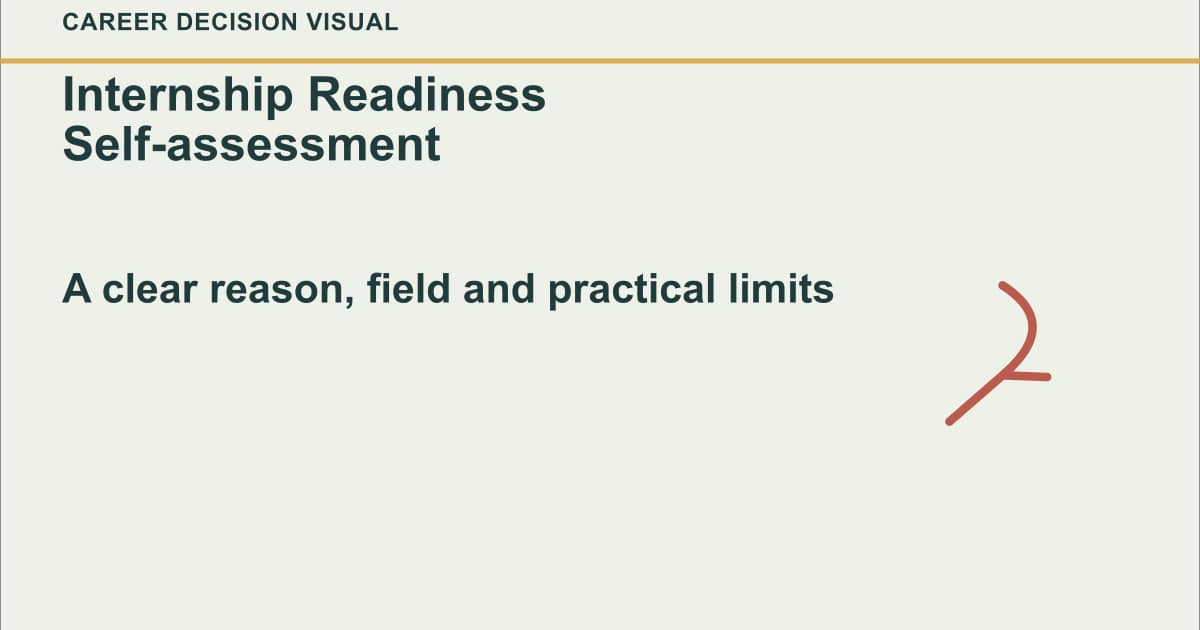 CAREER DECISION VISUAL
Internship Readiness
Self-assessment
A clear reason, field and practical limits